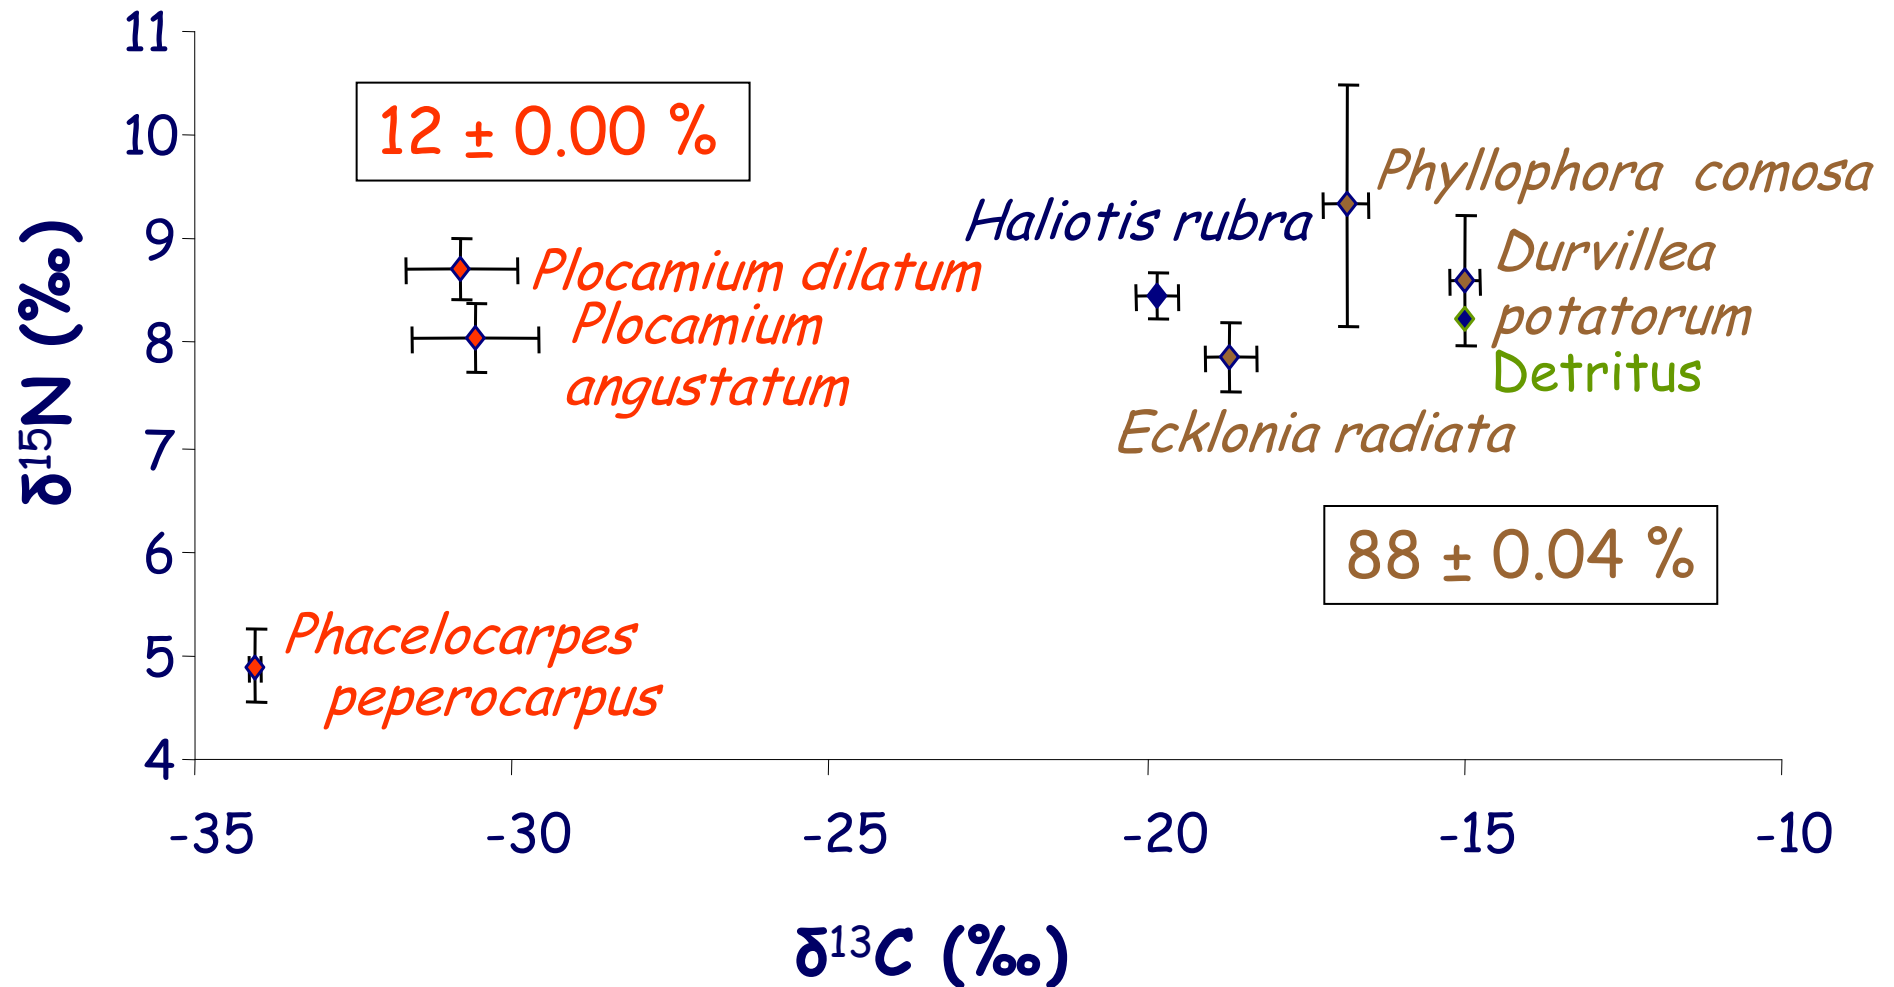 11
10
9
8
7
6
5
4
δ15N (‰)
12 ± 0.00 %
Phyllophora comosa
Haliotis rubra
Durvillea
potatorum
Detritus
Plocamium dilatum
Plocamium
angustatum
Ecklonia radiata
88 ± 0.04 %
Phacelocarpes
peperocarpus
-35 -30 -25 -20 -15 -10
δ13C (‰)